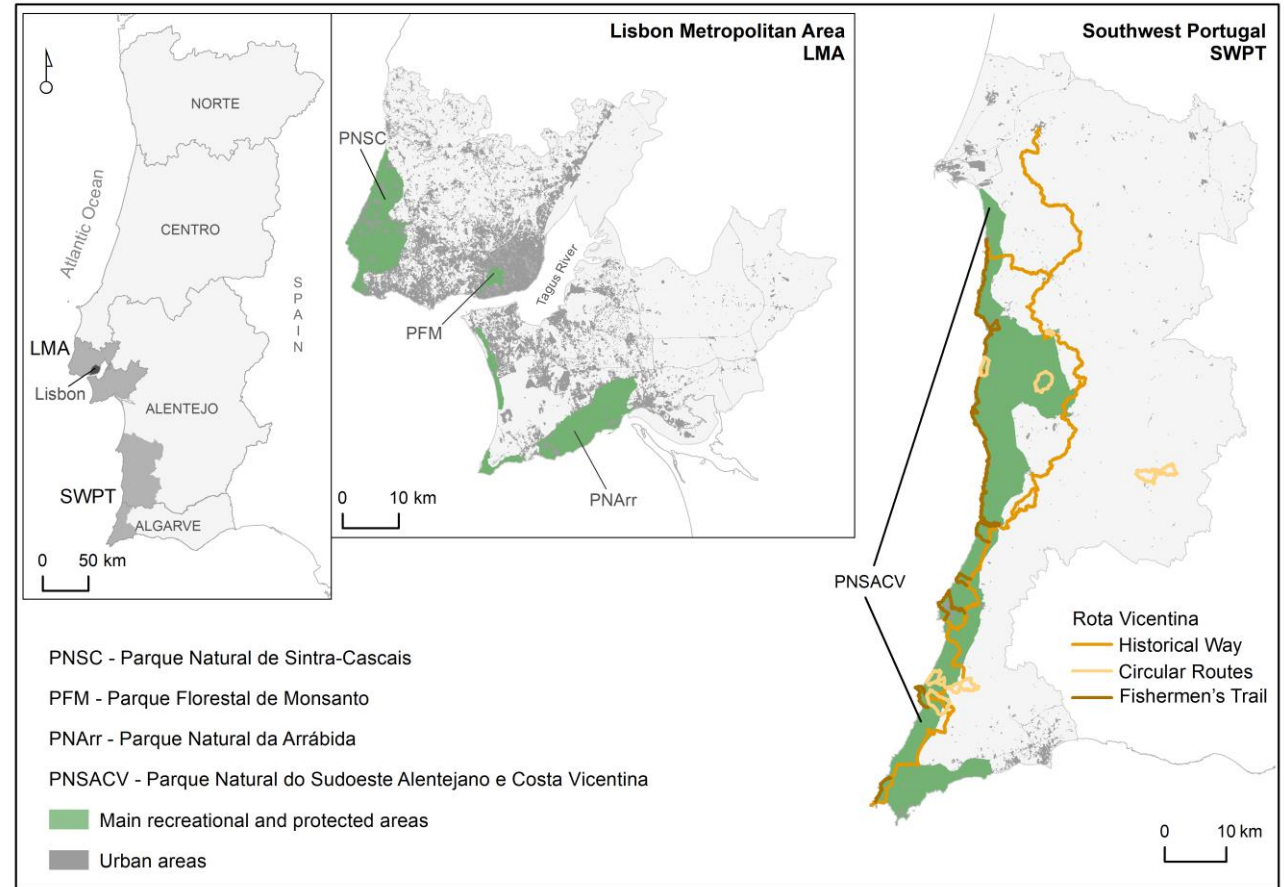 NORTE
CENTRO
Atlantic Ocean
SPAIN
LMA
Lisbon
ALENTEJO
SWPT
ALGARVE
0 50 km
Lisbon Metropolitan Area
LMA
PNSC
PFM
Tagus River
PNArr
0 10 km
Southwest Portugal
SWPT
PNSACV
Rota Vicentina
Historical Way
Circular Routes
Fishermen's Trail
0 10 km
PNSC - Parque Natural de Sintra-Cascais
PFM - Parque Florestal de Monsanto
PNArr - Parque Natural da Arrábida
PNSACV - Parque Natural do Sudoeste Alentejano e Costa Vicentina
Main recreational and protected areas
Urban areas